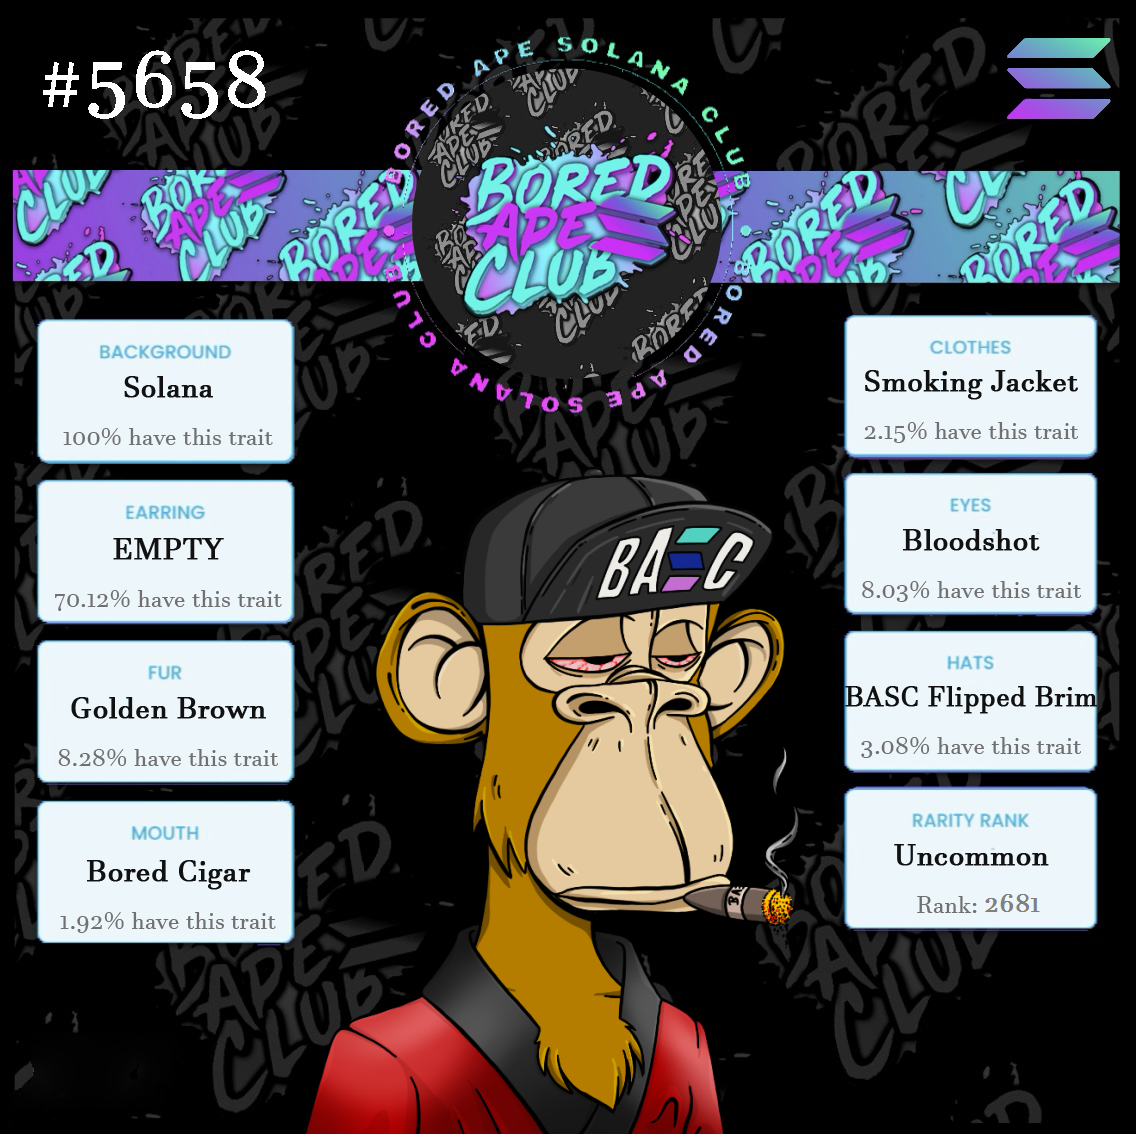 #5658
BORED APE SOLANA CLUB
BORED APE SOLANA CLUB
BORED
APE
CLUB
BACKGROUND
Solana
100% have this trait
EARRING
EMPTY
70.12% have this trait
FUR
Golden Brown
8.28% have this trait
MOUTH
Bored Cigar
1.92% have this trait
CLOTHES
Smoking Jacket
2.15% have this trait
EYES
Bloodshot
8.03% have this trait
HATS
BASC Flipped Brim
3.08% have this trait
RARITY RANK
Uncommon
Rank: 2681
BASC
BAS